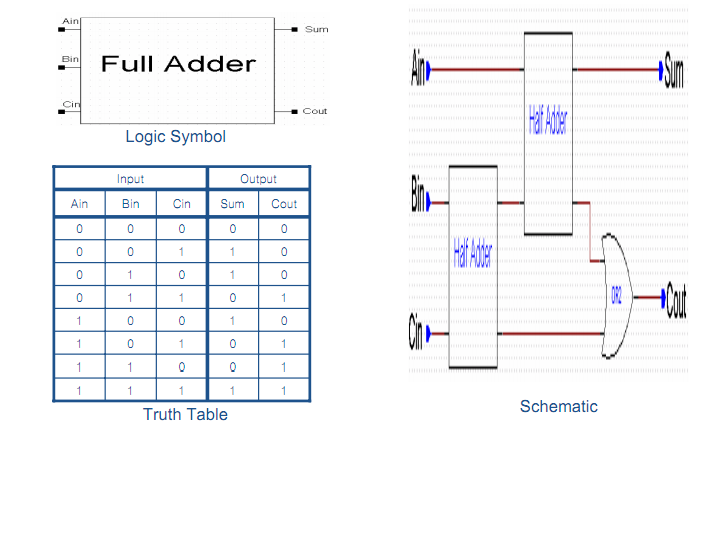 Ain
Bin
Cin
Full Adder
Sum
Cout
Logic Symbol
Input Output
Ain Bin Cin Sum Cout
0 0 0 0 0
0 0 1 1 0
0 1 0 1 0
0 1 1 0 1
1 0 0 1 0
1 0 1 0 1
1 1 0 0 1
1 1 1 1 1
Truth Table
Ain
Sum
Half Adder
Bin
Half Adder
OR2
Cout
Cin
Schematic